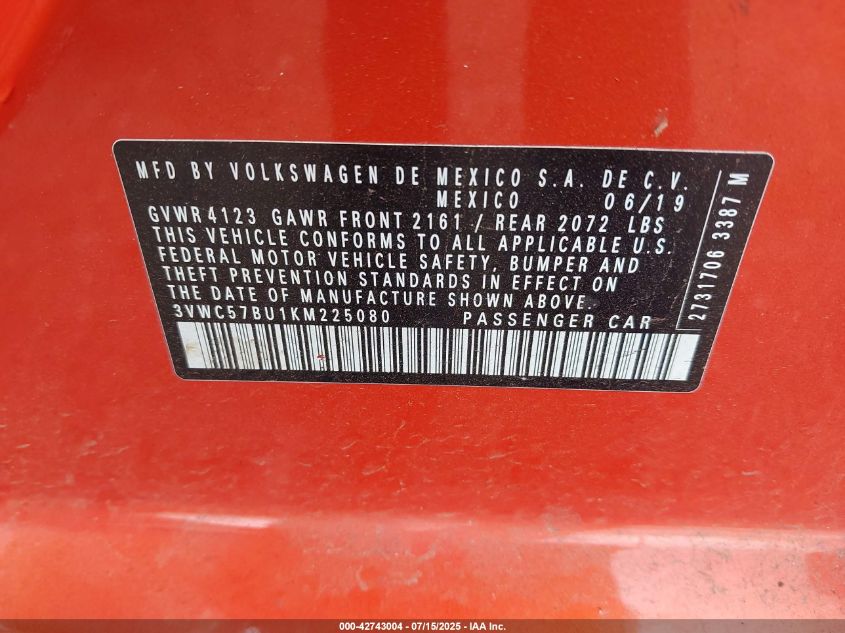 MFD BY VOLKSWAGEN DE MEXICO S.A. DE C.V.
MEXICO 06/19
GVWR 4123 GAWR FRONT 2161 / REAR 2072 LBS
THIS VEHICLE CONFORMS TO ALL APPLICABLE U.S.
FEDERAL MOTOR VEHICLE SAFETY, BUMPER AND
THEFT PREVENTION STANDARDS IN EFFECT ON
THE DATE OF MANUFACTURE SHOWN ABOVE.
3VWC57BU1KM225080 PASSENGER CAR
2731706 3387 M
000-42743004 - 07/15/2025 - IAA Inc.